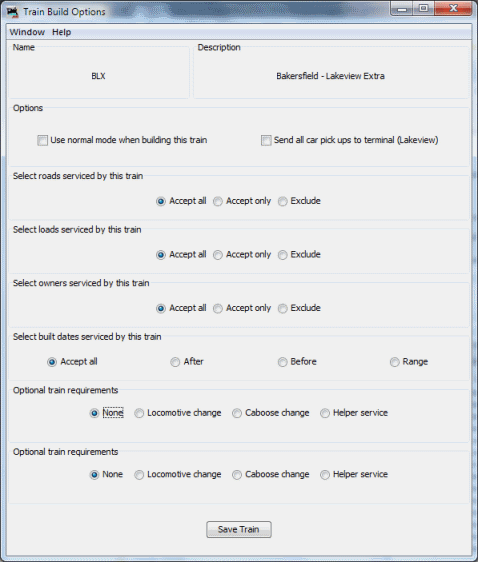 Train Build Options
Window Help
Name Description
BLX Bakersfield - Lakeview Extra
Options
Use normal mode when building this train Send all car pick ups to terminal (Lakeview)
Select roads serviced by this train
Accept all Accept only Exclude
Select loads serviced by this train
Accept all Accept only Exclude
Select owners serviced by this train
Accept all Accept only Exclude
Select built dates serviced by this train
Accept all After Before Range
Optional train requirements
None Locomotive change Caboose change Helper service
Optional train requirements
None Locomotive change Caboose change Helper service
Save Train